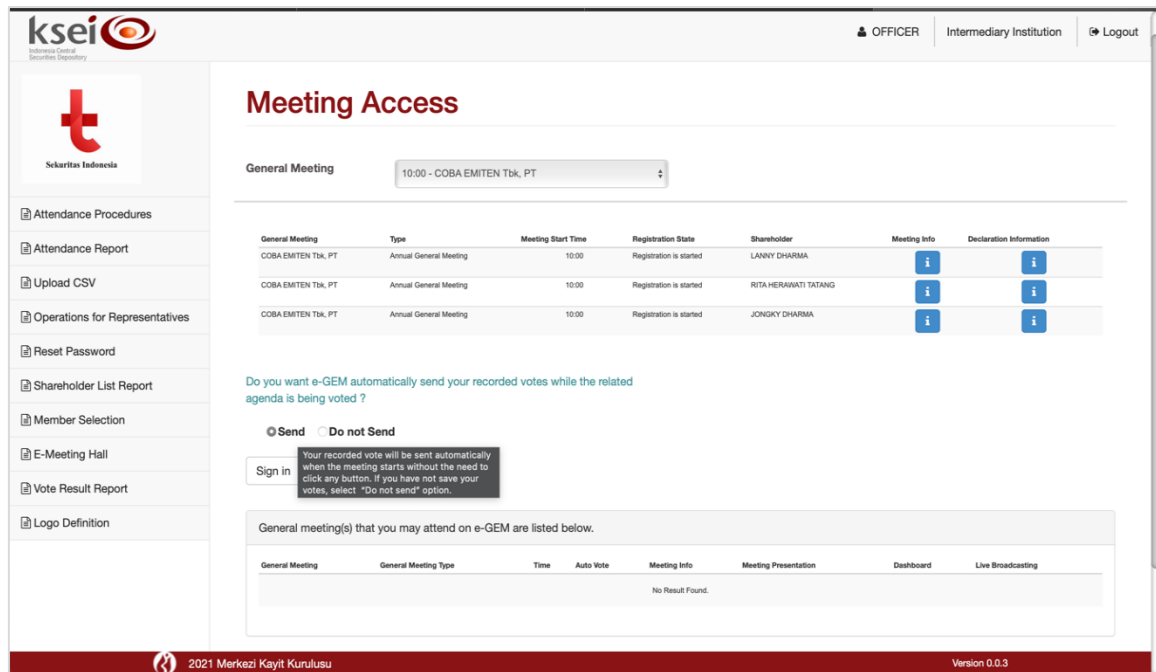 ksei
Indonesia Central
Securities Depository
OFFICER
Intermediary Institution
Logout
t
Sekuritas Indonesia
Attendance Procedures
Attendance Report
Upload CSV
Operations for Representatives
Reset Password
Shareholder List Report
Member Selection
E-Meeting Hall
Vote Result Report
Logo Definition
Meeting Access
General Meeting
10:00 - COBA EMITEN Tbk, PT
General Meeting Type Meeting Start Time Registration State Shareholder Meeting Info Declaration Information
COBA EMITEN Tbk, PT Annual General Meeting 10:00 Registration is started LANNY DHARMA i i
COBA EMITEN Tbk, PT Annual General Meeting 10:00 Registration is started RITA HERAWATI TATANG i i
COBA EMITEN Tbk, PT Annual General Meeting 10:00 Registration is started JONGKY DHARMA i i
Do you want e-GEM automatically send your recorded votes while the related
agenda is being voted ?
Send Do not Send
Sign in
Your recorded vote will be sent automatically
when the meeting starts without the need to
click any button. If you have not save your
votes, select "Do not send" option.
General meeting(s) that you may attend on e-GEM are listed below.
General Meeting General Meeting Type Time Auto Vote Meeting Info Meeting Presentation Dashboard Live Broadcasting
No Result Found.
2021 Merkezi Kayit Kurulusu
Version 0.0.3